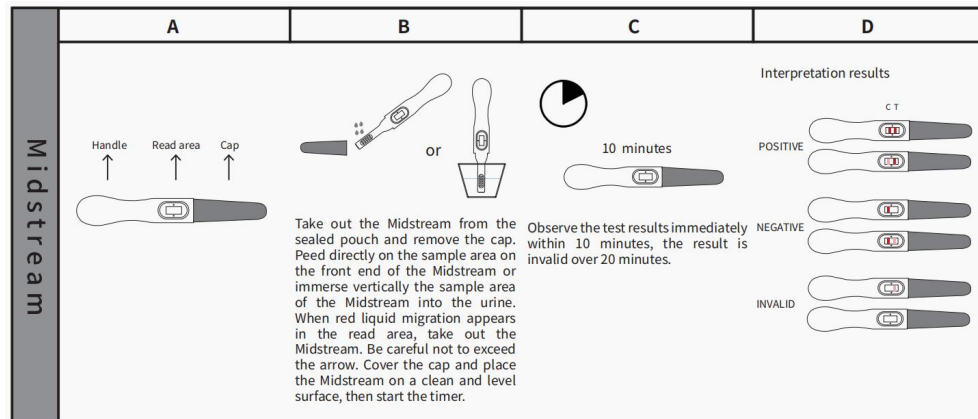 A
B
C
D
Midstream
Handle
Read area
Cap
or
Take out the Midstream from the
sealed pouch and remove the cap.
Peed directly on the sample area on
the front end of the Midstream or
immerse vertically the sample area
of the Midstream into the urine.
When red liquid migration appears
in the read area, take out the
Midstream. Be careful not to exceed
the arrow. Cover the cap and place
the Midstream on a clean and level
surface, then start the timer.
10 minutes
Observe the test results immediately
within 10 minutes, the result is
invalid over 20 minutes.
Interpretation results
C T
POSITIVE
NEGATIVE
INVALID